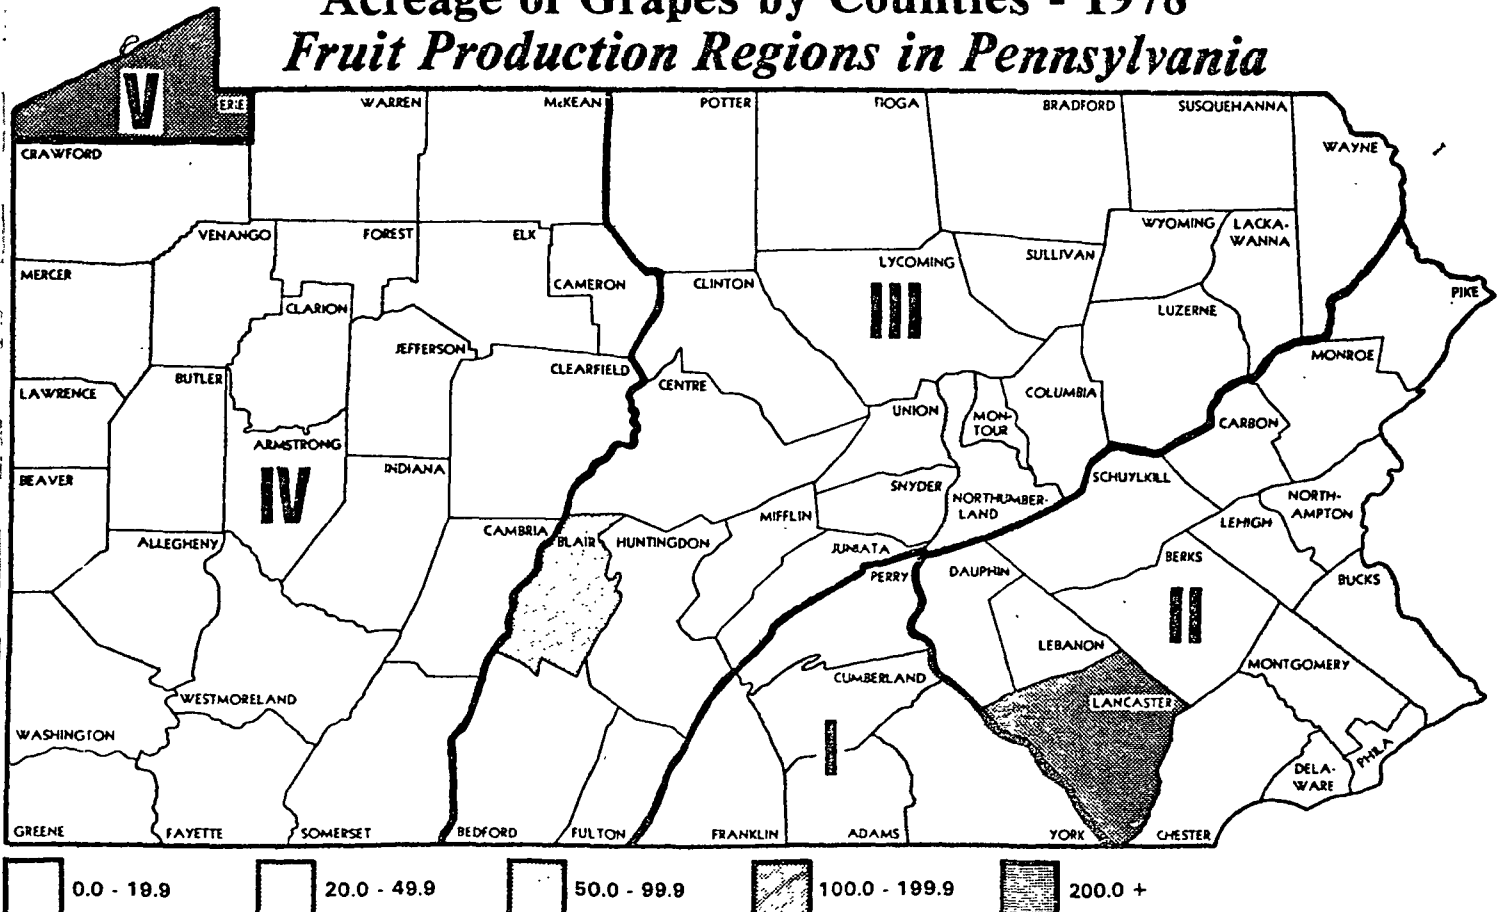 Acreage of Grapes by Counties - 1978
Fruit Production Regions in Pennsylvania
V
ERIE
WARREN
McKEAN
POTTER
TIOGA
BRADFORD
SUSQUEHANNA
WAYNE
CRAWFORD
VENANGO
FOREST
ELK
WYOMING
LACKA-
WANNA
MERCER
CAMERON
CLINTON
LYCOMING
SULLIVAN
PIKE
CLARION
III
LUZERNE
JEFFERSON
CLEARFIELD
MONROE
LAWRENCE
BUTLER
CENTRE
UNION
MON-
TOUR
COLUMBIA
CARBON
ARMSTRONG
BEAVER
IV
INDIANA
SNYDER
NORTHUMBER-
LAND
SCHUYLKILL
NORTH-
AMPTON
ALLEGHENY
CAMBRIA
BLAIR
HUNTINGDON
MIFFLIN
LEHIGH
JUNIATA
PERRY
DAUPHIN
BERKS
BUCKS
II
LEBANON
MONTGOMERY
CUMBERLAND
WESTMORELAND
LANCASTER
WASHINGTON
I
DELA-
WARE
PHILA
GREENE
FAYETTE
SOMERSET
BEDFORD
FULTON
FRANKLIN
ADAMS
YORK
CHESTER
0.0 - 19.9
20.0 - 49.9
50.0 - 99.9
100.0 - 199.9
200.0 +